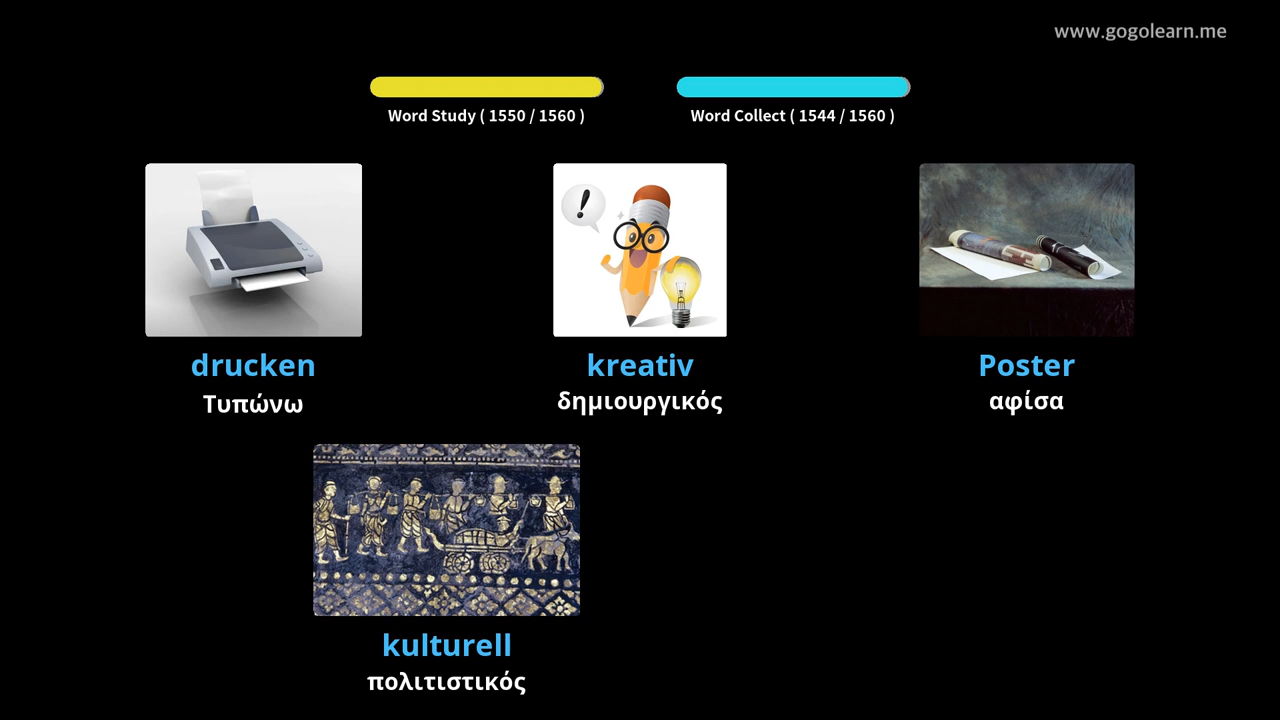 www.gogolearn.me
Word Study ( 1550 / 1560 )
Word Collect ( 1544 / 1560 )
drucken
Τυπώνω
kreativ
δημιουργικός
Poster
αφίσα
kulturell
πολιτιστικός